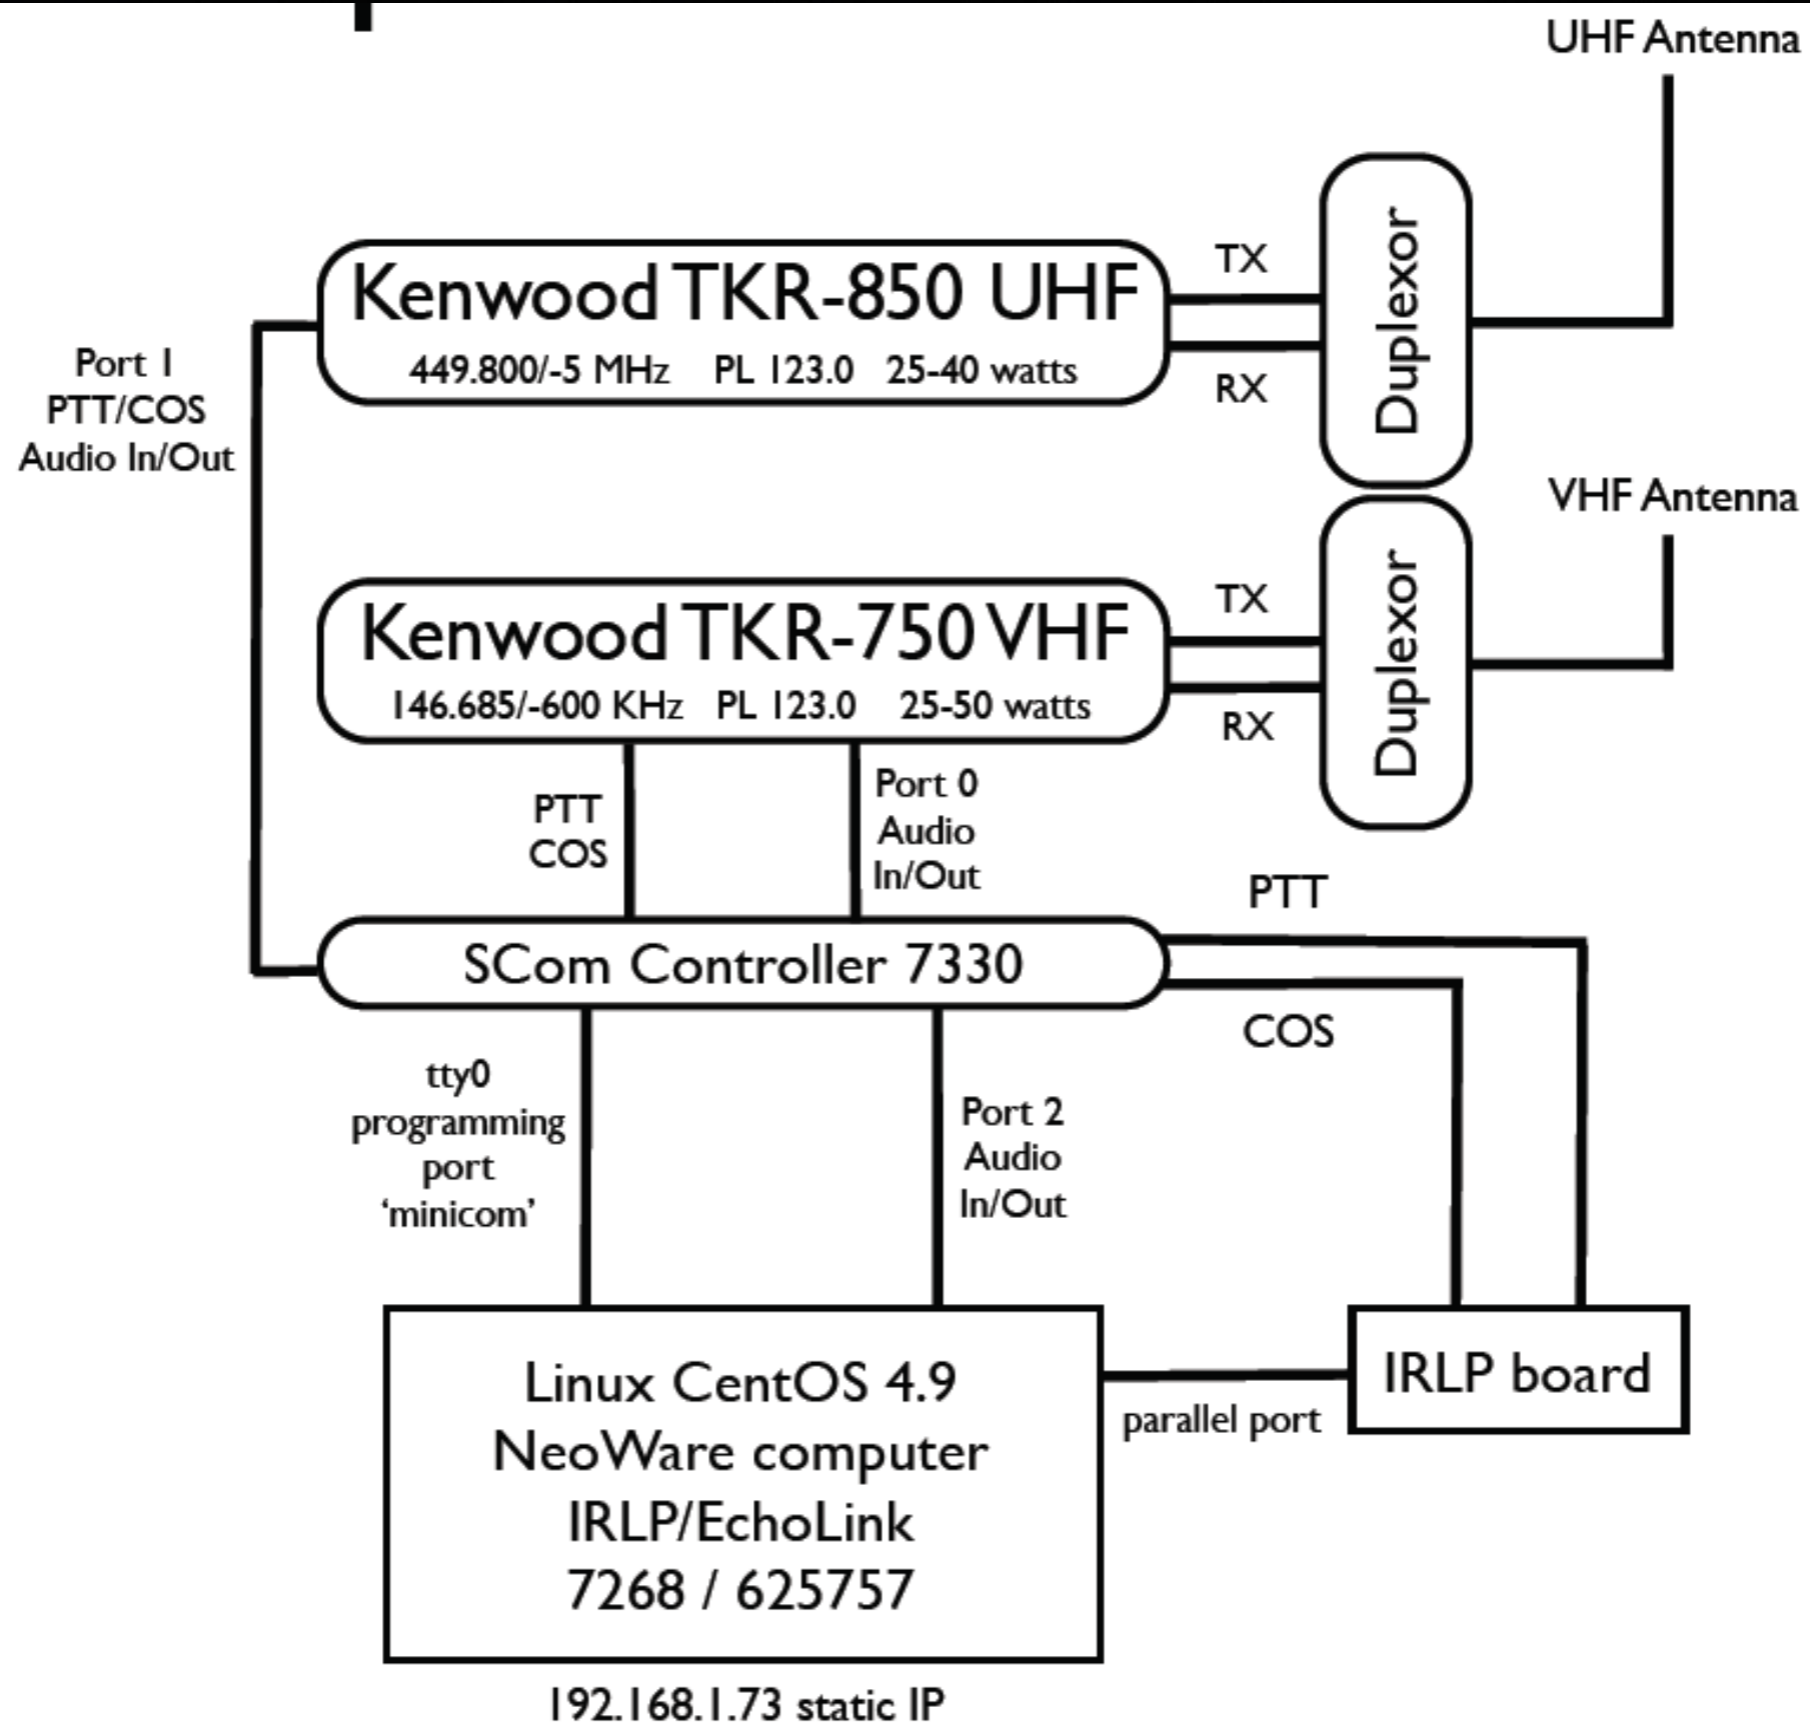 UHF Antenna
TX
Kenwood TKR-850 UHF
449.800/-5 MHz PL 123.0 25-40 watts
RX
Duplexor
Port 1
PTT/COS
Audio In/Out
VHF Antenna
TX
Kenwood TKR-750 VHF
146.685/-600 KHz PL 123.0 25-50 watts
RX
Duplexor
PTT
COS
Port 0
Audio
In/Out
PTT
SCom Controller 7330
COS
tty0
programming
port
‘minicom’
Port 2
Audio
In/Out
Linux CentOS 4.9
NeoWare computer
IRLP/EchoLink
7268 / 625757
parallel port
IRLP board
192.168.1.73 static IP